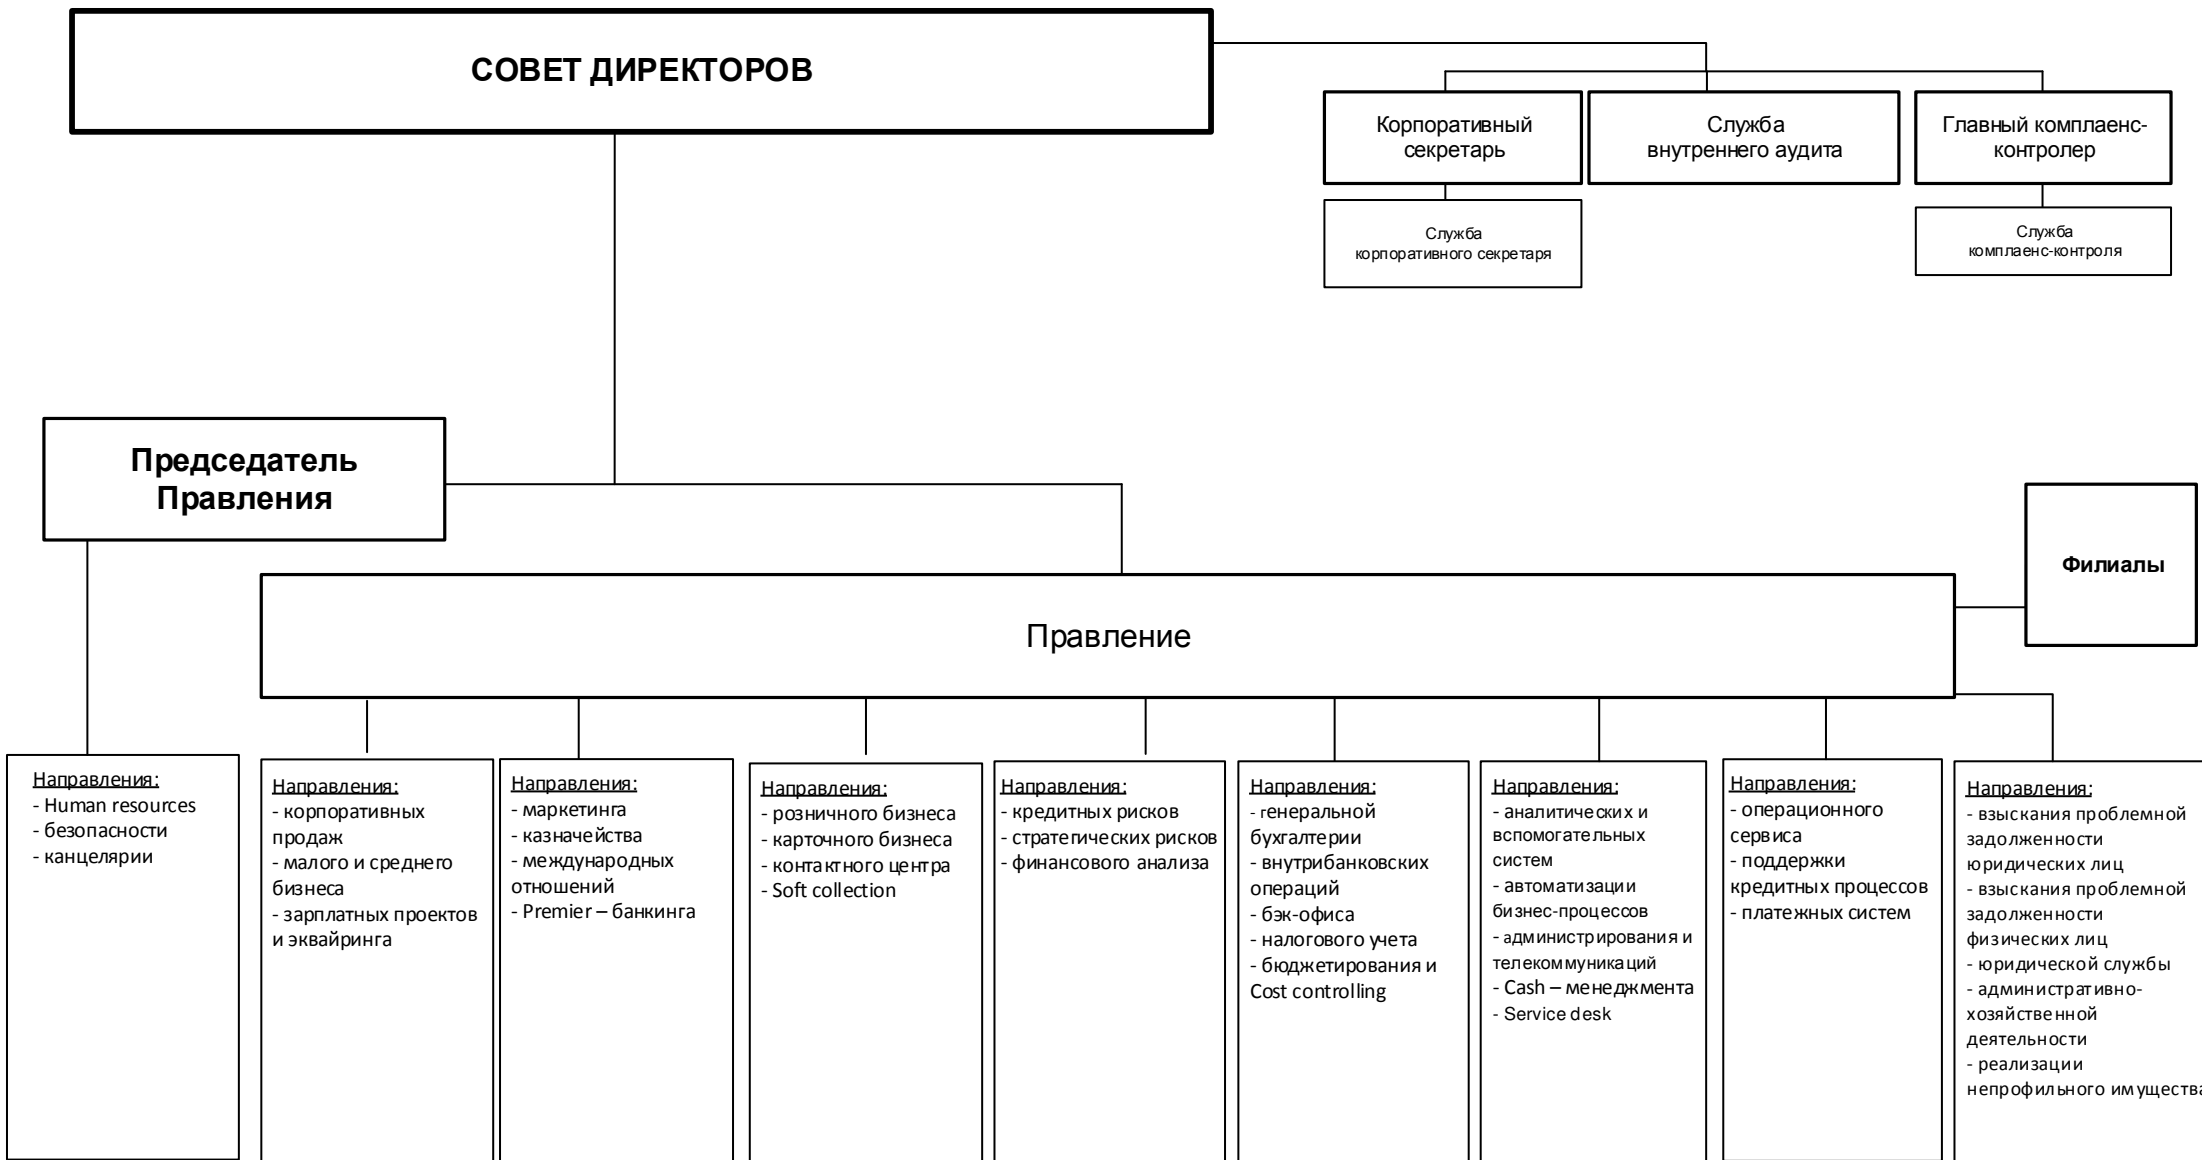 СОВЕТ ДИРЕКТОРОВ
Корпоративный
секретарь
Служба
внутреннего аудита
Главный комплаенс-
контролер
Служба
корпоративного секретаря
Служба
комплаенс-контроля
Председатель
Правления
Филиалы
Правление
Направления:
- Human resources
- безопасности
- канцелярии
Направления:
- корпоративных
продаж
- малого и среднего
бизнеса
- зарплатных проектов
и эквайринга
Направления:
- маркетинга
- казначейства
- международных
отношений
- Premier – банкинга
Направления:
- розничного бизнеса
- карточного бизнеса
- контактного центра
- Soft collection
Направления:
- кредитных рисков
- стратегических рисков
- финансового анализа
Направления:
- генеральной
бухгалтерии
- внутрибанковских
операций
- бэк-офиса
- налогового учета
- бюджетирования и
Cost controlling
Направления:
- аналитических и
вспомогательных
систем
- автоматизации
бизнес-процессов
- администрирования и
телекоммуникаций
- Cash – менеджмента
- Service desk
Направления:
- операционного
сервиса
- поддержки
кредитных процессов
- платежных систем
Направления:
- взыскания проблемной
задолженности
юридических лиц
- взыскания проблемной
задолженности
физических лиц
- юридической службы
- административно-
хозяйственной
деятельности
- реализации
непрофильного имущества